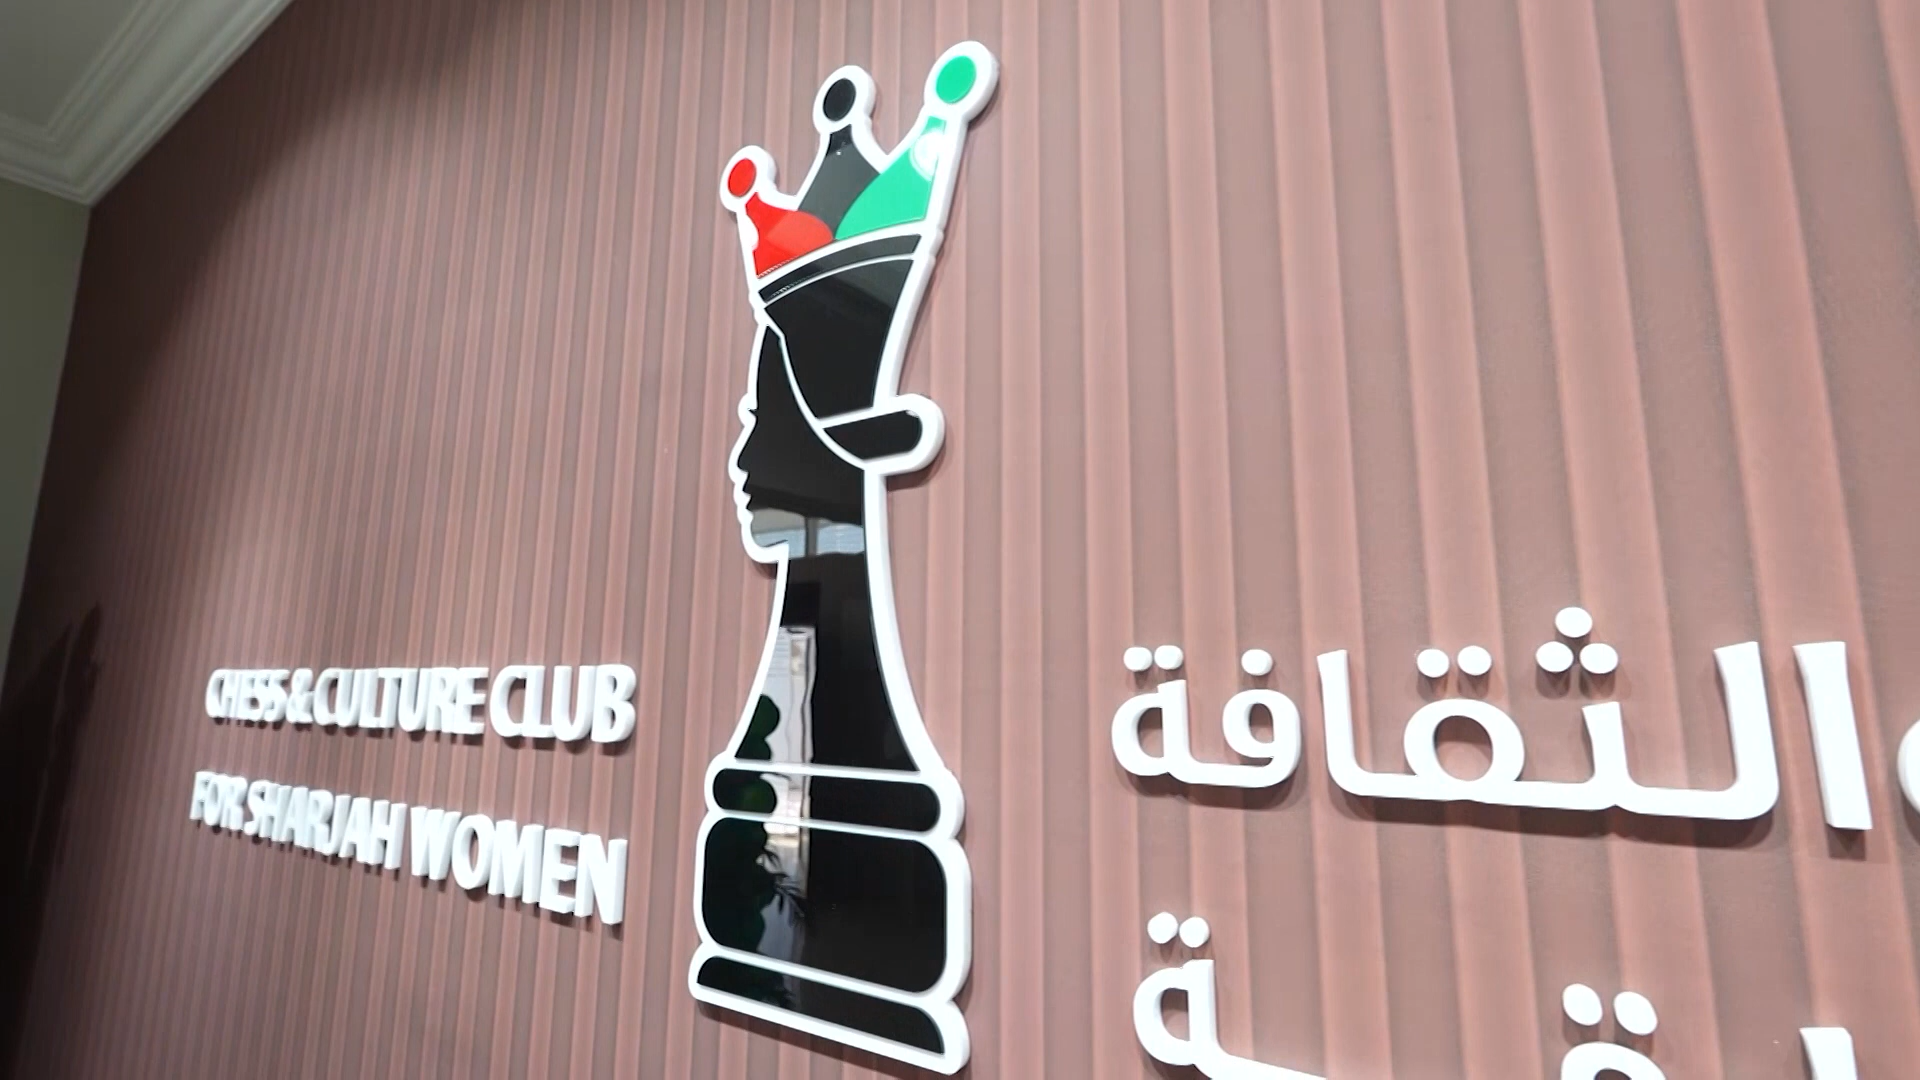 CHESS & CULTURE CLUB
FOR SHARJAH WOMEN
الثقافة